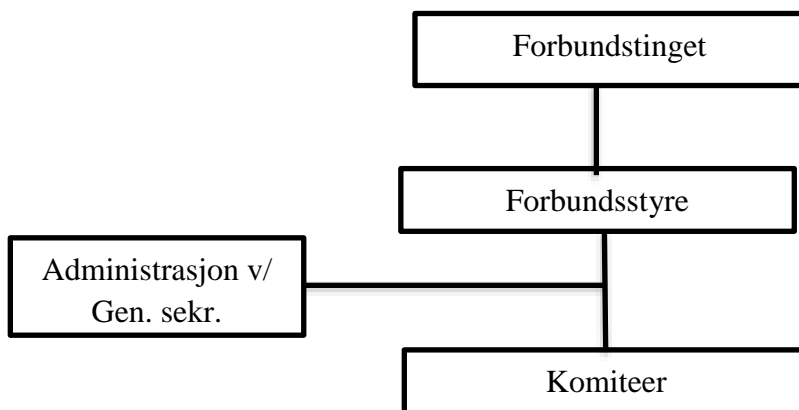 Forbundstinget
Forbundsstyre
Administrasjon v/
Gen. sekr.
Komiteer